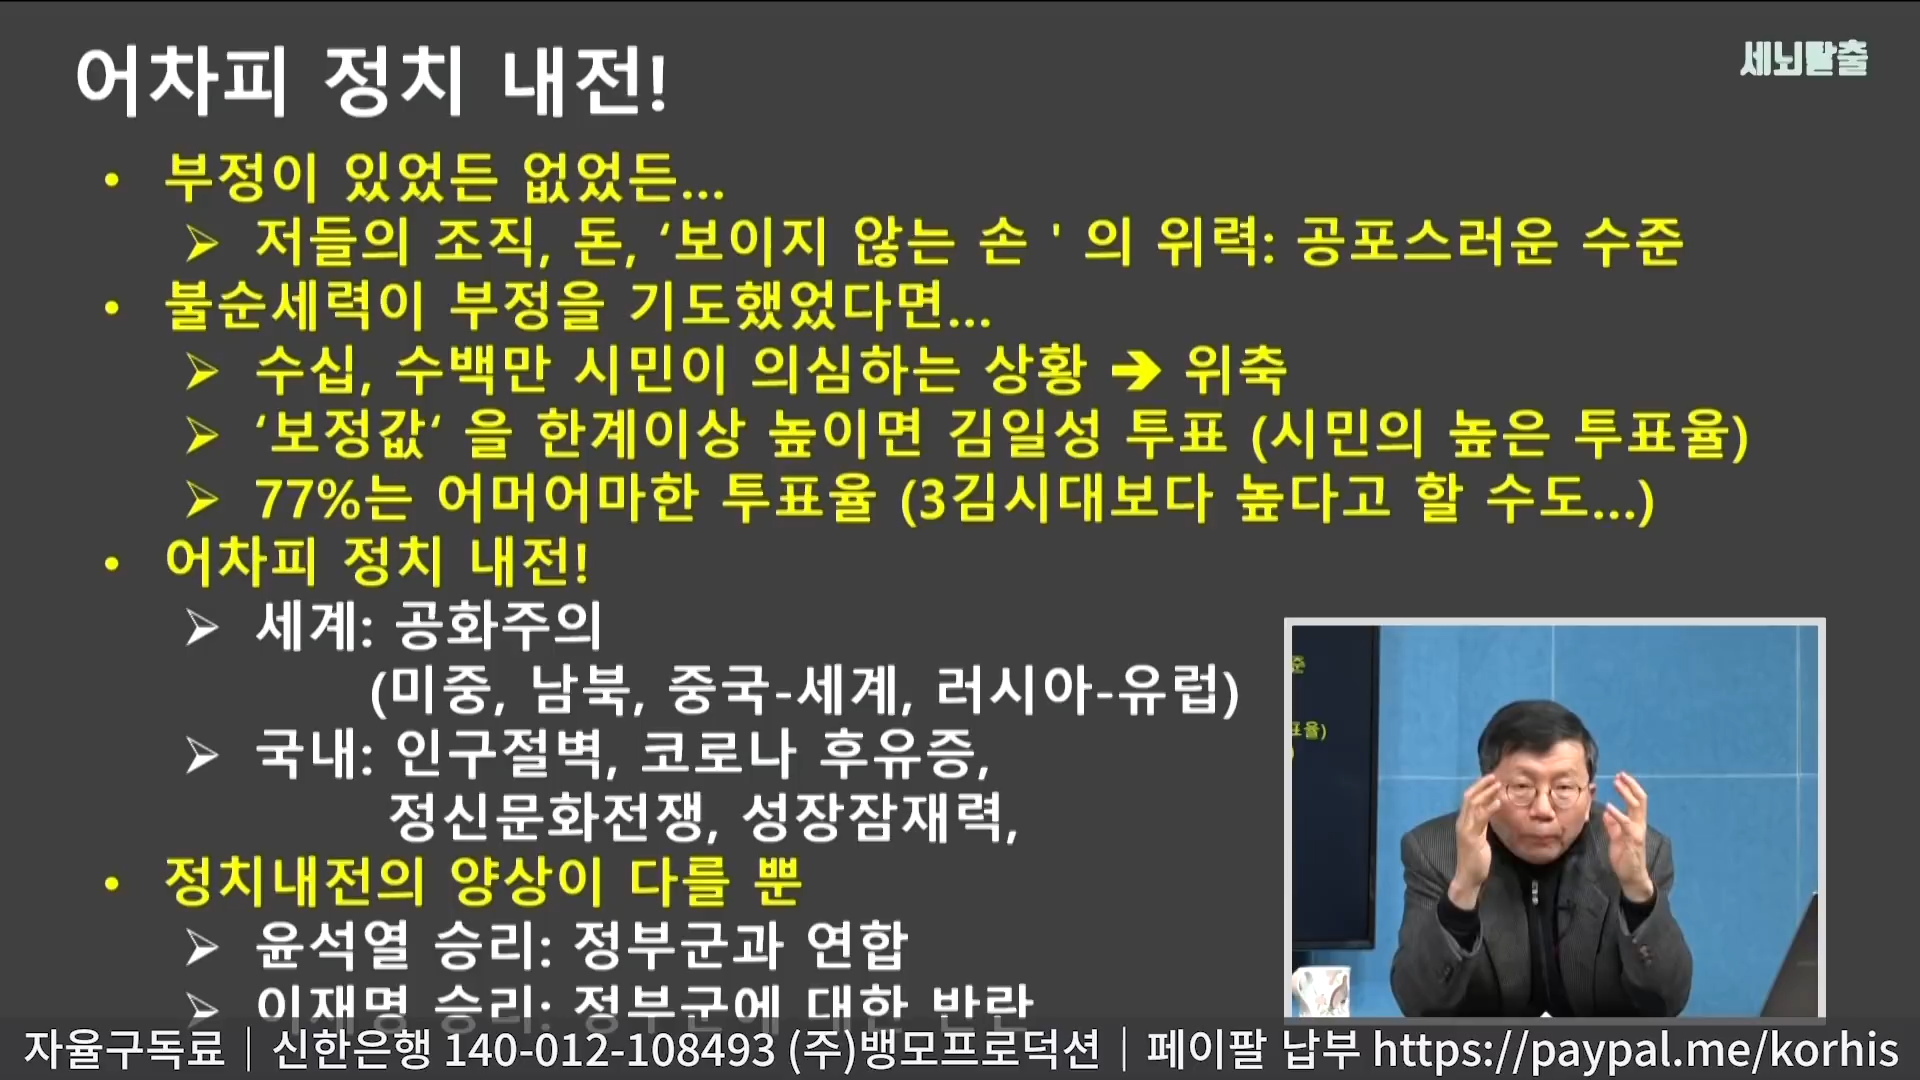 어차피 정치 내전!
세뇌탈출
• 부정이 있었든 없었든...
➢ 저들의 조직, 돈, ‘보이지 않는 손 ' 의 위력: 공포스러운 수준
• 불순세력이 부정을 기도했었다면...
➢ 수십, 수백만 시민이 의심하는 상황 ➔ 위축
➢ ‘보정값‘ 을 한계이상 높이면 김일성 투표 (시민의 높은 투표율)
➢ 77%는 어머어마한 투표율 (3김시대보다 높다고 할 수도...)
• 어차피 정치 내전!
➢ 세계: 공화주의
(미중, 남북, 중국-세계, 러시아-유럽)
➢ 국내: 인구절벽, 코로나 후유증,
정신문화전쟁, 성장잠재력,
• 정치내전의 양상이 다를 뿐
➢ 윤석열 승리: 정부군과 연합
➢ 이재명 승리: 정부군에 대한 반란
준
표율)
)
자율구독료 | 신한은행 140-012-108493 (주)뱅모프로덕션 | 페이팔 납부 https://paypal.me/korhis